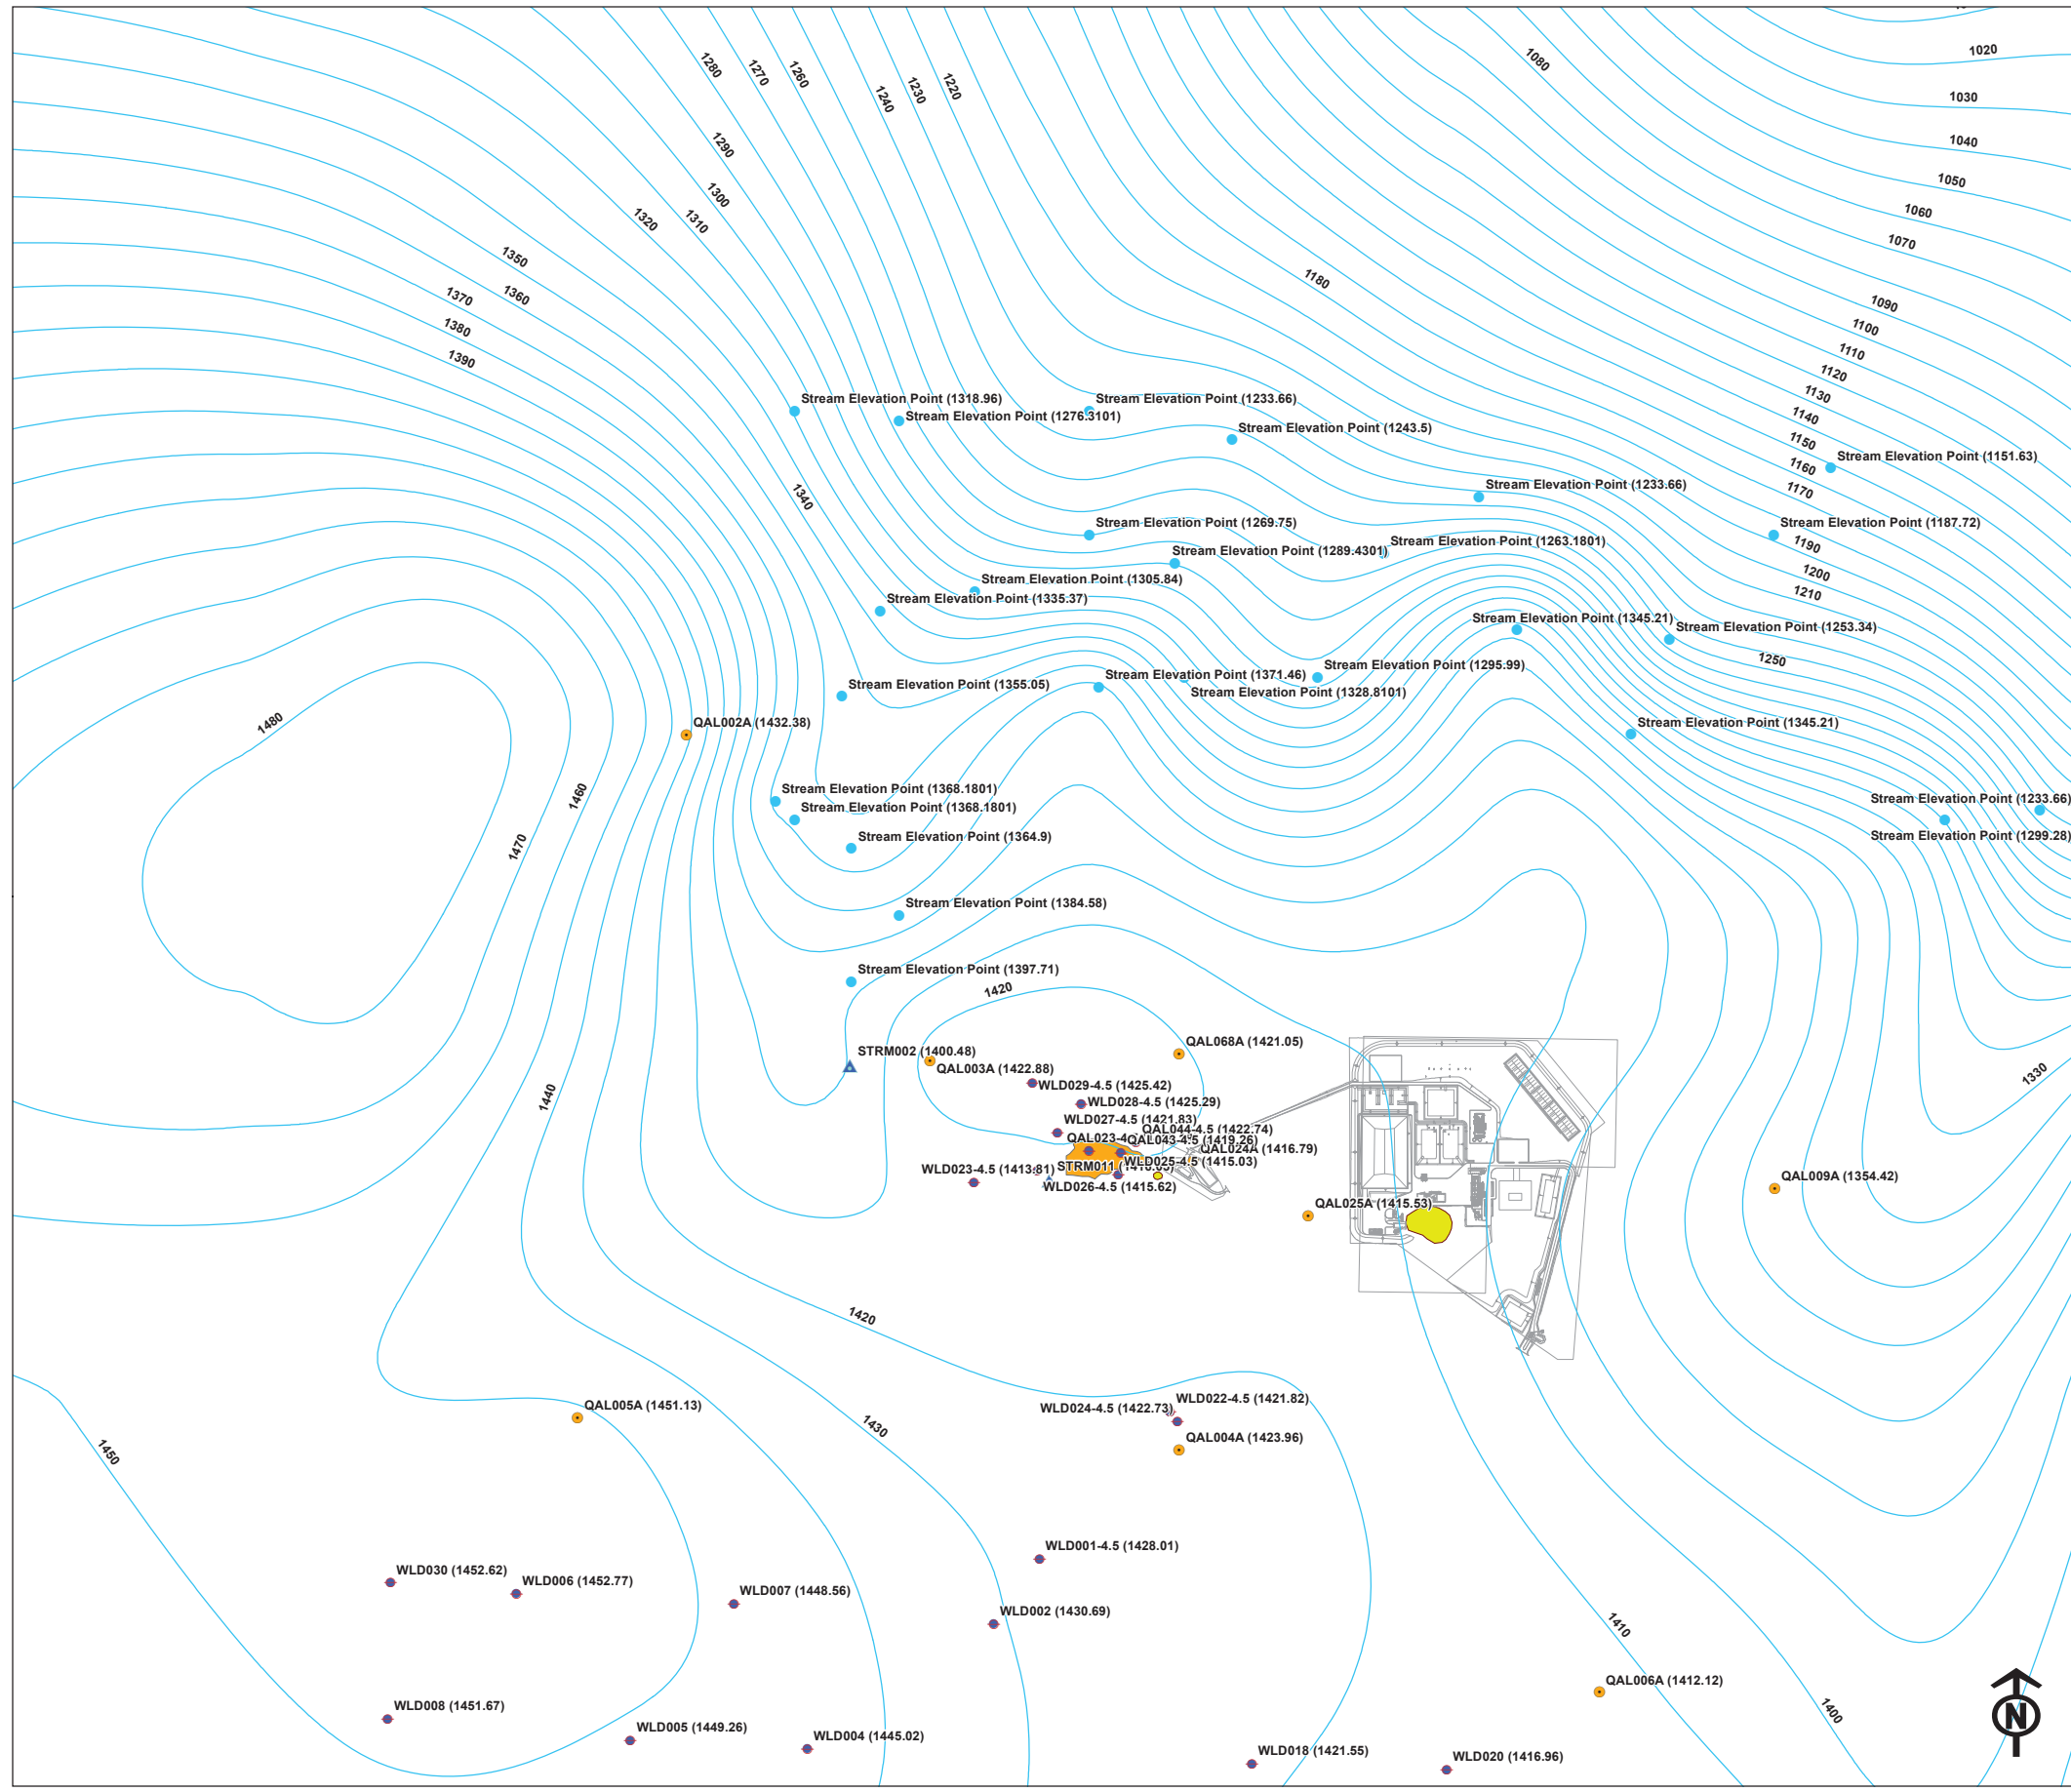 1020
1080
1280
1270
1260
1240
1230
1220
1030
1040
1290
1050
1300
1310
1320
1060
1070
1350
1360
1370
1380
1390
1180
1090
1100
1110
1120
1130
1140
1150
1160
1170
Stream Elevation Point (1318.96)
Stream Elevation Point (1276.3101)
Stream Elevation Point (1233.66)
Stream Elevation Point (1243.5)
Stream Elevation Point (1151.63)
Stream Elevation Point (1233.66)
1340
Stream Elevation Point (1269.75)
Stream Elevation Point (1187.72)
1190
Stream Elevation Point (1289.4301)
Stream Elevation Point (1263.1801)
1200
1210
Stream Elevation Point (1305.84)
Stream Elevation Point (1335.37)
Stream Elevation Point (1345.21)
Stream Elevation Point (1253.34)
1250
Stream Elevation Point (1295.99)
Stream Elevation Point (1371.46)
Stream Elevation Point (1328.8101)
Stream Elevation Point (1355.05)
1480
QAL002A (1432.38)
Stream Elevation Point (1345.21)
1460
Stream Elevation Point (1368.1801)
Stream Elevation Point (1368.1801)
Stream Elevation Point (1233.66)
Stream Elevation Point (1299.28)
1470
Stream Elevation Point (1364.9)
Stream Elevation Point (1384.58)
Stream Elevation Point (1397.71)
1420
QAL068A (1421.05)
STRM002 (1400.48)
QAL003A (1422.88)
1330
1440
WLD029-4.5 (1425.42)
WLD028-4.5 (1425.29)
WLD027-4.5 (1421.83)
QAL044-4.5 (1422.74)
QAL043-4.5 (1419.26)
QAL024A (1416.79)
WLD025-4.5 (1415.03)
WLD023-4.5 (1413.81)
STRM011
WLD026-4.5 (1415.62)
QAL009A (1354.42)
QAL025A (1415.53)
1420
QAL005A (1451.13)
1430
WLD022-4.5 (1421.82)
WLD024-4.5 (1422.73)
QAL004A (1423.96)
1450
WLD001-4.5 (1428.01)
WLD030 (1452.62)
WLD006 (1452.77)
WLD007 (1448.56)
WLD002 (1430.69)
1410
QAL006A (1412.12)
1400
WLD008 (1451.67)
WLD005 (1449.26)
WLD004 (1445.02)
WLD018 (1421.55)
WLD020 (1416.96)
N